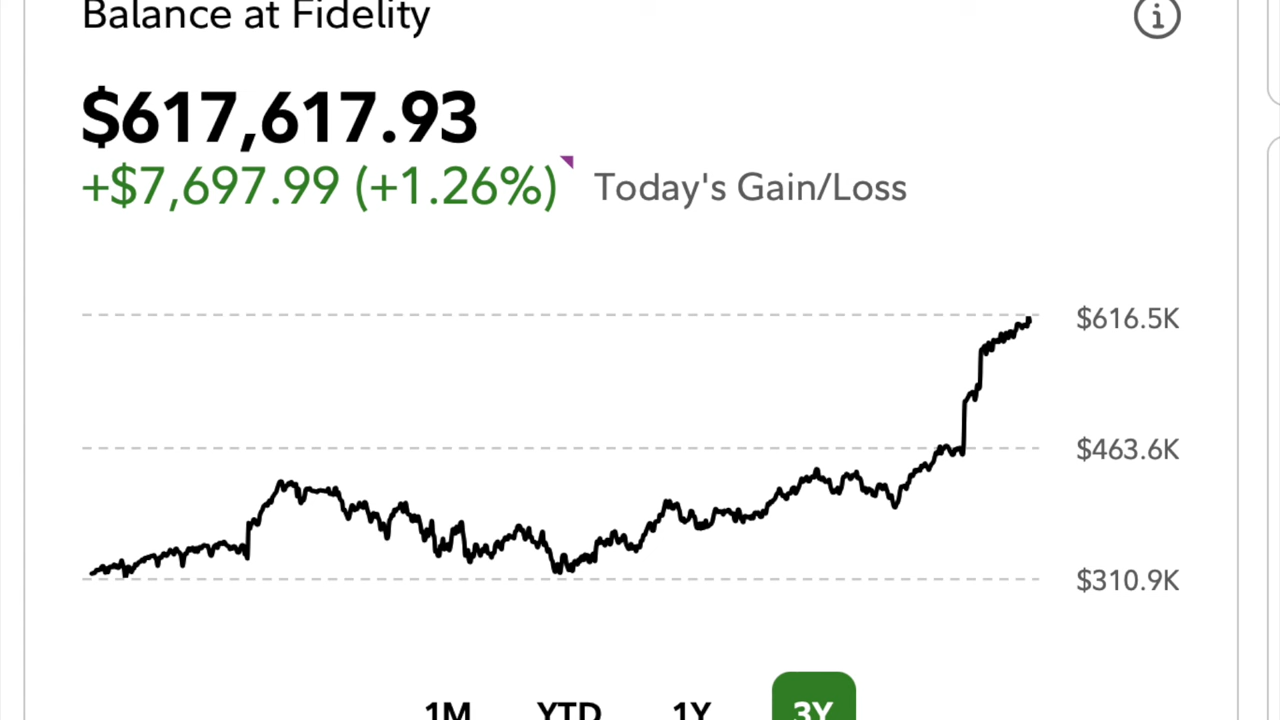 Balance at Fidelity
$617,617.93
+$7,697.99 (+1.26%) Today's Gain/Loss
$616.5K
$463.6K
$310.9K
1M YTD 1Y 3Y